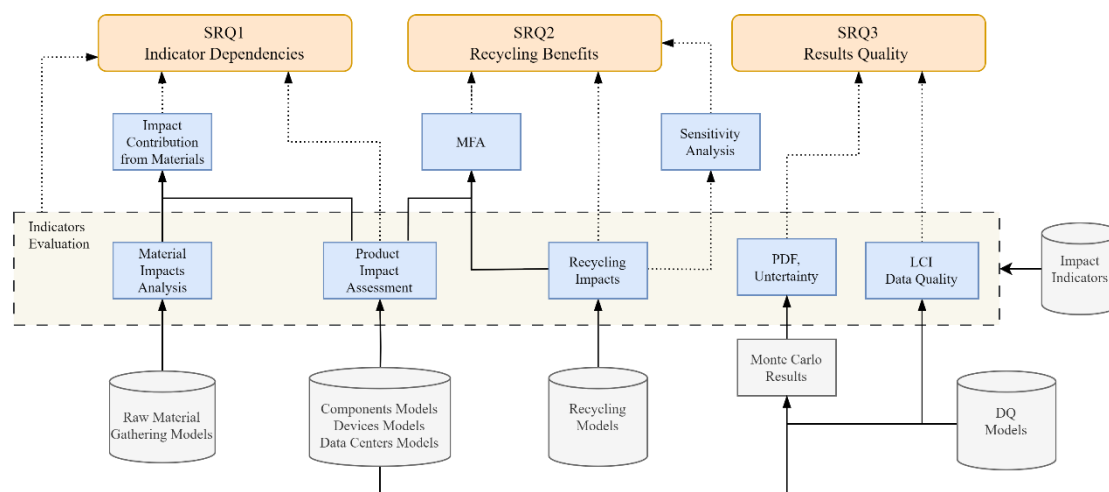 SRQ1
Indicator Dependencies
SRQ2
Recycling Benefits
SRQ3
Results Quality
Impact
Contribution
from Materials
MFA
Sensitivity
Analysis
Indicators
Evaluation
Material
Impacts
Analysis
Product
Impact
Assessment
Recycling
Impacts
PDF,
Untertainty
LCI
Data Quality
Impact
Indicators
Monte Carlo
Results
Raw Material
Gathering Models
Components Models
Devices Models
Data Centers Models
Recycling
Models
DQ
Models